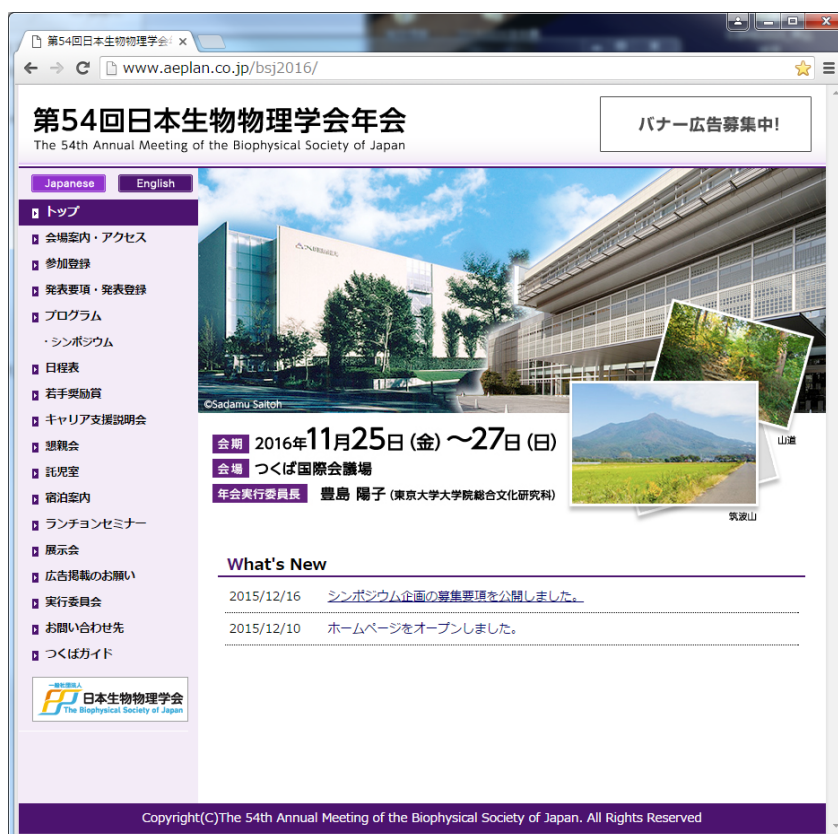 第54回日本生物物理学会
www.aeplan.co.jp/bsj2016/
第54回日本生物物理学会年会
The 54th Annual Meeting of the Biophysical Society of Japan
バナー広告募集中!
Japanese English
トップ
会場案内・アクセス
参加登録
発表要項・発表登録
プログラム
・シンポジウム
日程表
若手奨励賞
キャリア支援説明会
懇親会
託児室
宿泊案内
ランチョンセミナー
展示会
広告掲載のお願い
実行委員会
お問い合わせ先
つくばガイド
一般社団法人
日本生物物理学会
The Biophysical Society of Japan
©Sadamu Saitoh
山道
筑波山
会期 2016年11月25日(金)~27日(日)
会場 つくば国際会議場
年会実行委員長 豊島 陽子(東京大学大学院総合文化研究科)
What's New
2015/12/16 シンポジウム企画の募集要項を公開しました。
2015/12/10 ホームページをオープンしました。
Copyright(C)The 54th Annual Meeting of the Biophysical Society of Japan. All Rights Reserved